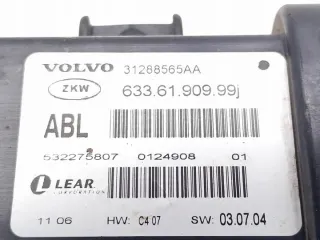 VOLVO 31288565AA
ZKW 633.61.909.99j
ABL
532275807 0124908 01
LEAR CORPORATION
11 06 HW: C4 07 SW: 03.07.04